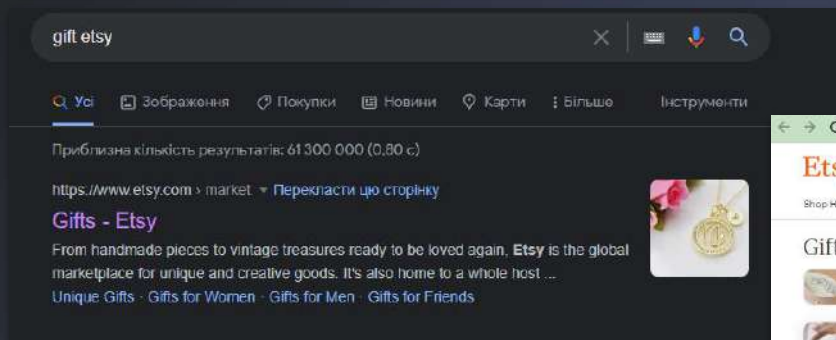 gift etsy
Усі Зображення Покупки Новини Карти Більше Інструменти
Приблизна кількість результатів: 61 300 000 (0,80 с)
https://www.etsy.com › market Перекласти цю сторінку
Gifts - Etsy
From handmade pieces to vintage treasures ready to be loved again, Etsy is the global
marketplace for unique and creative goods. It's also home to a whole host ...
Unique Gifts · Gifts for Women · Gifts for Men · Gifts for Friends
Ets
Shop H
Gift